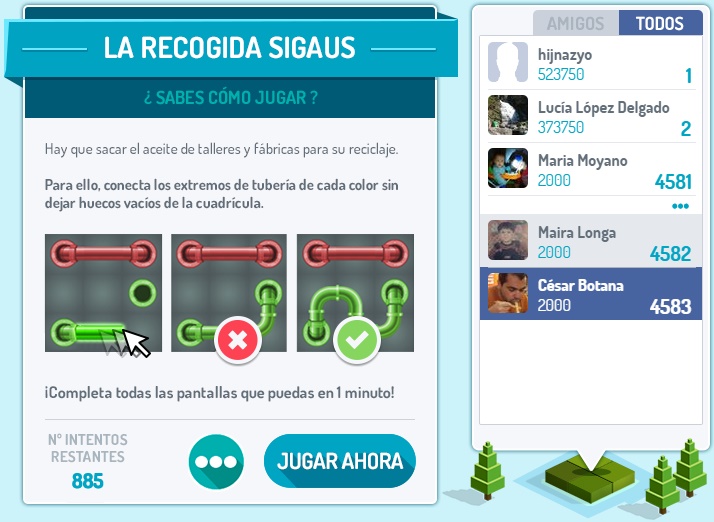 LA RECOGIDA SIGAUS
¿ SABES CÓMO JUGAR ?
Hay que sacar el aceite de talleres y fábricas para su reciclaje.
Para ello, conecta los extremos de tubería de cada color sin
dejar huecos vacíos de la cuadrícula.
¡Completa todas las pantallas que puedas en 1 minuto!
Nº INTENTOS
RESTANTES
885
JUGAR AHORA
AMIGOS
TODOS
hijnazyo
523750
1
Lucía López Delgado
373750
2
Maria Moyano
2000
4581
Maira Longa
2000
4582
César Botana
2000
4583